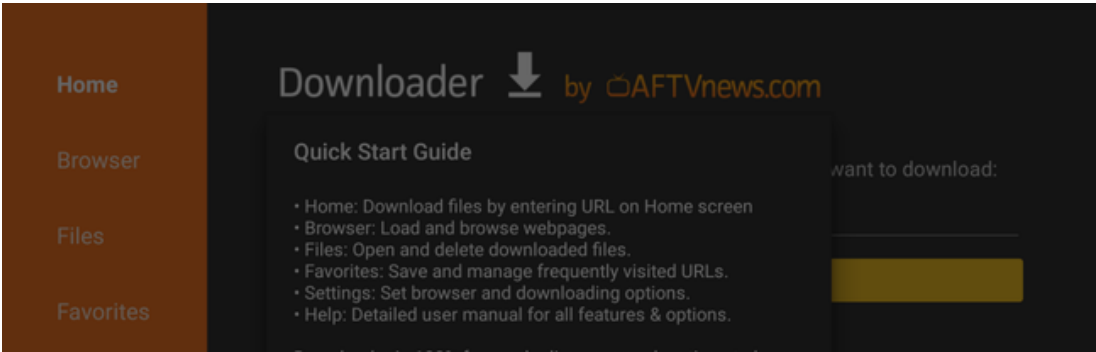 Home
Browser
Files
Favorites
Downloader by AFTVnews.com
Quick Start Guide
• Home: Download files by entering URL on Home screen
• Browser: Load and browse webpages.
• Files: Open and delete downloaded files.
• Favorites: Save and manage frequently visited URLs.
• Settings: Set browser and downloading options.
• Help: Detailed user manual for all features & options.
want to download: